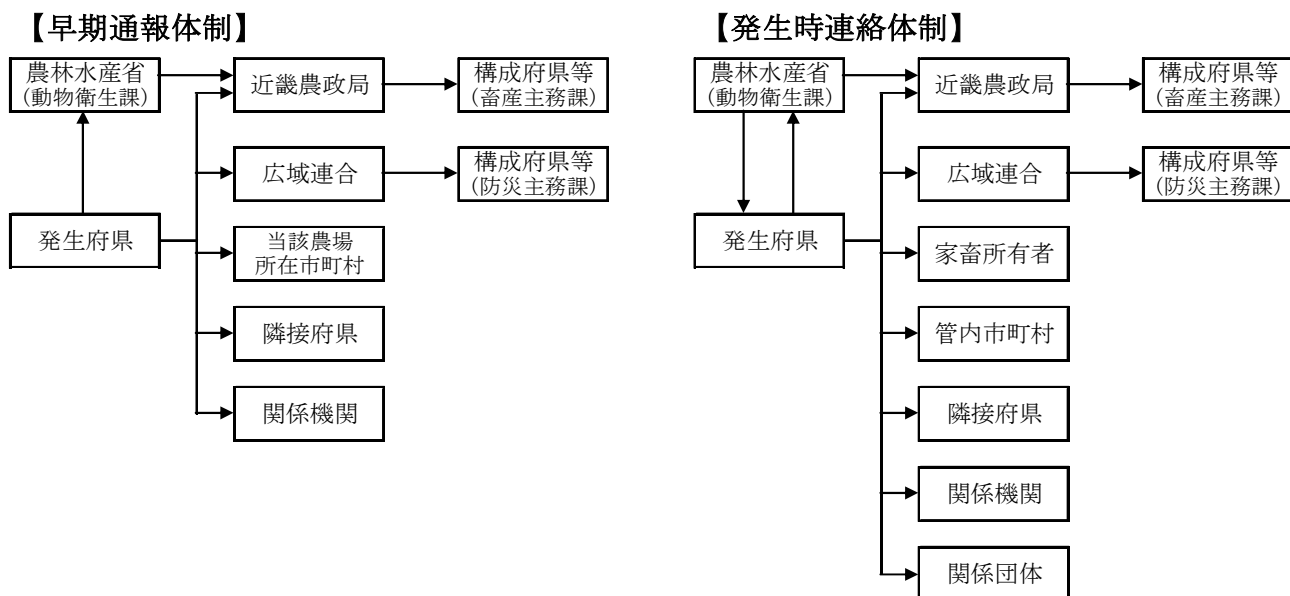 【早期通報体制】
農林水産省
(動物衛生課)
近畿農政局
構成府県等
(畜産主務課)
広域連合
構成府県等
(防災主務課)
発生府県
当該農場
所在市町村
隣接府県
関係機関
【発生時連絡体制】
農林水産省
(動物衛生課)
近畿農政局
構成府県等
(畜産主務課)
広域連合
構成府県等
(防災主務課)
発生府県
家畜所有者
管内市町村
隣接府県
関係機関
関係団体